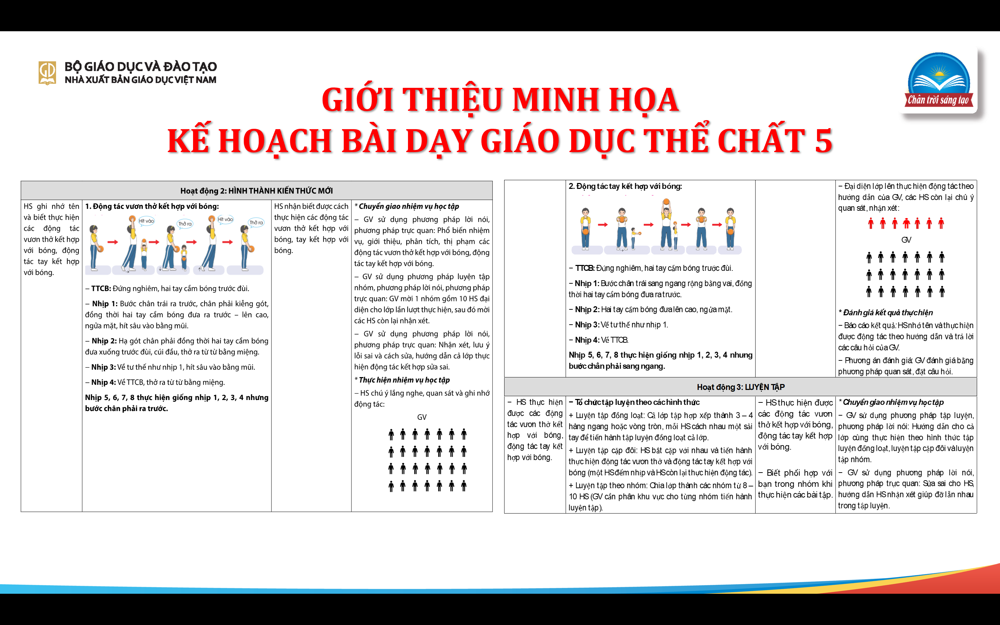 BỘ GIÁO DỤC VÀ ĐÀO TẠO
NHÀ XUẤT BẢN GIÁO DỤC VIỆT NAM
Chân trời sáng tạo
GIỚI THIỆU MINH HỌA
KẾ HOẠCH BÀI DẠY GIÁO DỤC THỂ CHẤT 5
Hoạt động 2: HÌNH THÀNH KIẾN THỨC MỚI
HS ghi nhớ tên
và biết thực hiện
các động tác
vươn thở kết hợp
với bóng, động
tác tay kết hợp
với bóng.
1. Động tác vươn thở kết hợp với bóng:
Hít vào
Thở ra
Hít vào
Thở ra
– TTCB: Đứng nghiêm, hai tay cầm bóng trước đùi.
– Nhịp 1: Bước chân trái ra trước, chân phải kiễng gót,
đồng thời hai tay cầm bóng đưa ra trước – lên cao,
ngửa mặt, hít sâu vào bằng mũi.
– Nhịp 2: Hạ gót chân phải đồng thời hai tay cầm bóng
đưa xuống trước đùi, cúi đầu, thở ra từ từ bằng miệng.
– Nhịp 3: Về tư thế như nhịp 1, hít sâu vào bằng mũi.
– Nhịp 4: Về TTCB, thở ra từ từ bằng miệng.
Nhịp 5, 6, 7, 8 thực hiện giống nhịp 1, 2, 3, 4 nhưng
bước chân phải ra trước.
HS nhận biết được cách
thực hiện các động tác
vươn thở kết hợp với
bóng, tay kết hợp với
bóng.
* Chuyển giao nhiệm vụ học tập
– GV sử dụng phương pháp lời nói,
phương pháp trực quan: Phổ biến nhiệm
vụ, giới thiệu, phân tích, thị phạm các
động tác vươn thở kết hợp với bóng, động
tác tay kết hợp với bóng.
– GV sử dụng phương pháp luyện tập
nhóm, phương pháp lời nói, phương pháp
trực quan: GV mời 1 nhóm gồm 10 HS đại
diện cho lớp lần lượt thực hiện, sau đó mời
các HS còn lại nhận xét.
– GV sử dụng phương pháp lời nói,
phương pháp trực quan: Nhận xét, lưu ý
lỗi sai và cách sửa, hướng dẫn cả lớp thực
hiện động tác kết hợp sửa sai.
* Thực hiện nhiệm vụ học tập
– HS chú ý lắng nghe, quan sát và ghi nhớ
động tác:
GV
2. Động tác tay kết hợp với bóng:
– TTCB: Đứng nghiêm, hai tay cầm bóng trước đùi.
– Nhịp 1: Bước chân trái sang ngang rộng bằng vai, đồng
thời hai tay cầm bóng đưa ra trước.
– Nhịp 2: Hai tay cầm bóng đưa lên cao, ngửa mặt.
– Nhịp 3: Về tư thế như nhịp 1.
– Nhịp 4: Về TTCB.
Nhịp 5, 6, 7, 8 thực hiện giống nhịp 1, 2, 3, 4 nhưng
bước chân phải sang ngang.
– Đại diện lớp lên thực hiện động tác theo
hướng dẫn của GV, các HS còn lại chú ý
quan sát, nhận xét:
GV
* Đánh giá kết quả thực hiện
– Báo cáo kết quả: HS nhớ tên và thực hiện
được động tác theo hướng dẫn và trả lời
các câu hỏi của GV.
– Phương án đánh giá: GV đánh giá bằng
phương pháp quan sát, đặt câu hỏi.
Hoạt động 3: LUYỆN TẬP
– HS thực hiện
được các động
tác vươn thở kết
hợp với bóng,
động tác tay kết
hợp với bóng.
– Tổ chức tập luyện theo các hình thức
+ Luyện tập đồng loạt: Cả lớp tập hợp xếp thành 3 – 4
hàng ngang hoặc vòng tròn, mỗi HS cách nhau một sải
tay để tiến hành tập luyện đồng loạt cả lớp.
+ Luyện tập cặp đôi: HS bắt cặp với nhau và tiến hành
thực hiện động tác vươn thở và động tác tay kết hợp với
bóng (một HS đếm nhịp và HS còn lại thực hiện động tác).
+ Luyện tập theo nhóm: Chia lớp thành các nhóm từ 8 –
10 HS (GV cần phân khu vực cho từng nhóm tiến hành
luyện tập).
– HS thực hiện được
các động tác vươn
thở kết hợp với bóng,
động tác tay kết hợp
với bóng.
– Biết phối hợp với
bạn trong nhóm khi
thực hiện các bài tập.
* Chuyển giao nhiệm vụ học tập
– GV sử dụng phương pháp tập luyện,
phương pháp lời nói: Hướng dẫn cho cả
lớp cùng thực hiện theo hình thức tập
luyện đồng loạt, luyện tập cặp đôi và luyện
tập nhóm.
– GV sử dụng phương pháp lời nói,
phương pháp trực quan: Sửa sai cho HS,
hướng dẫn HS nhận xét giúp đỡ lẫn nhau
trong tập luyện.